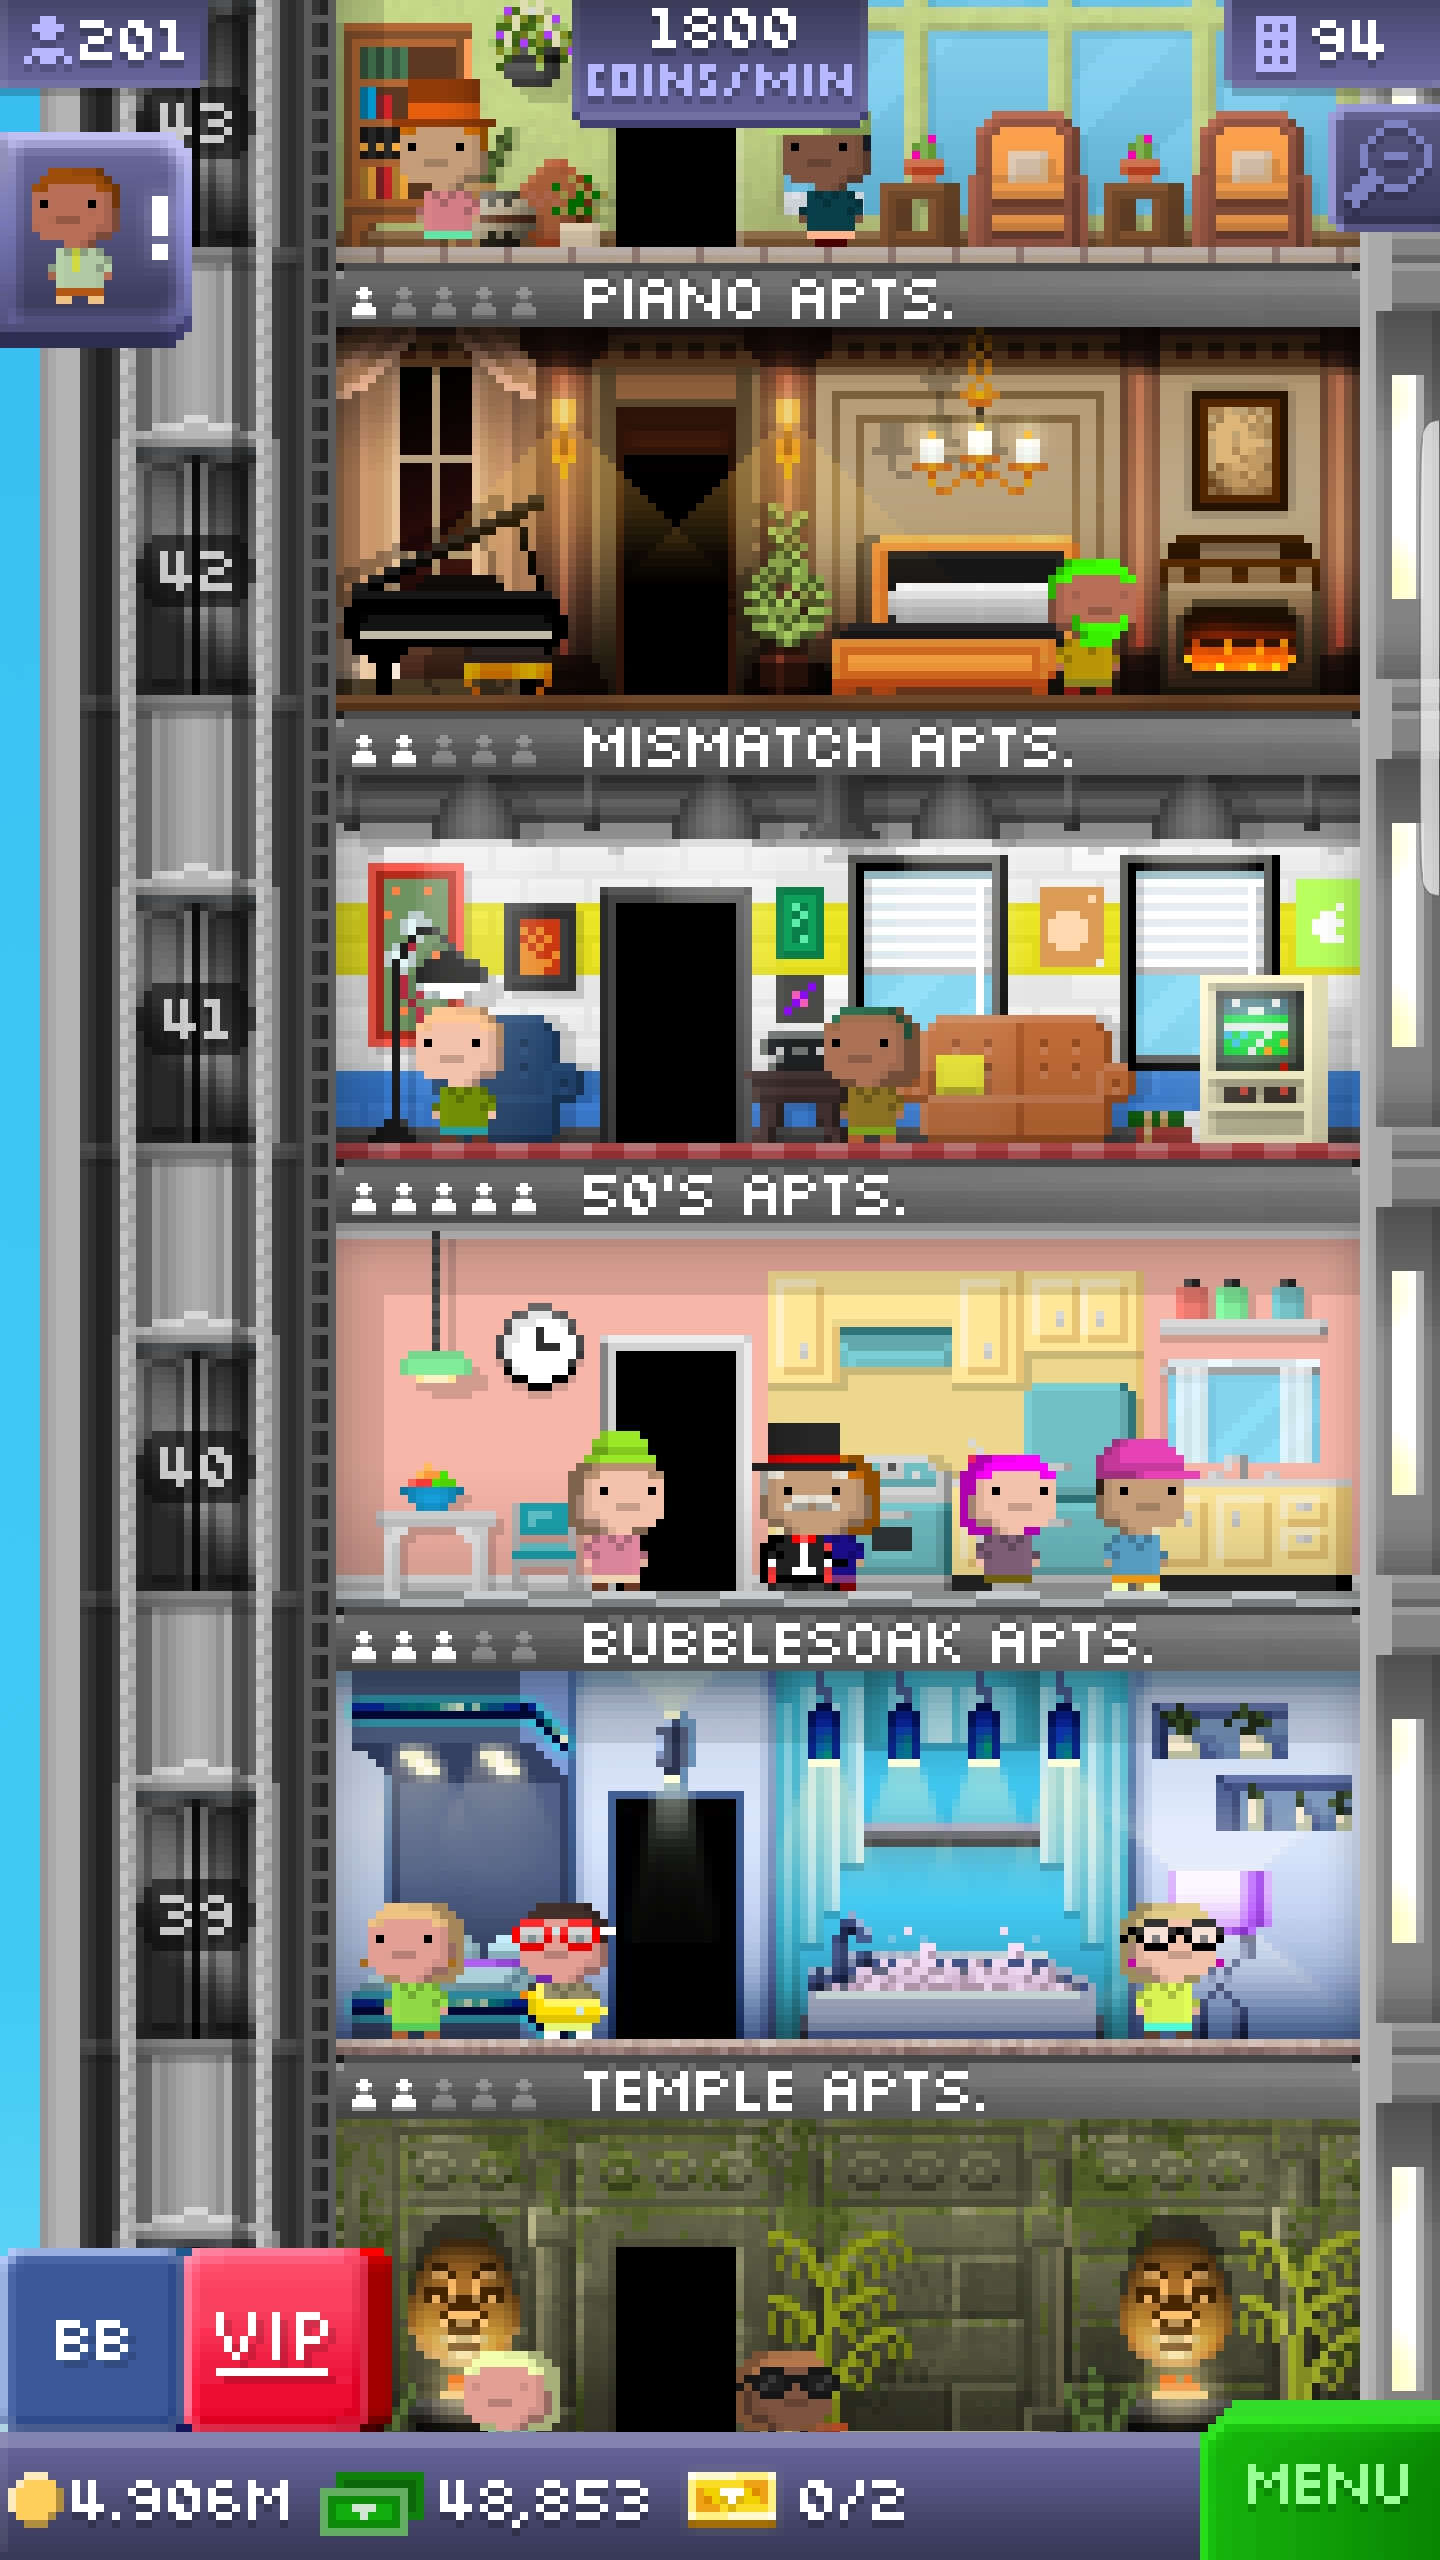 201
1800
COINS/MIN
94
43
!
PIANO APTS.
42
MISMATCH APTS.
41
50'S APTS.
40
BUBBLESOAK APTS.
39
TEMPLE APTS.
BB
VIP
4.906M
48,853
0/2
MENU